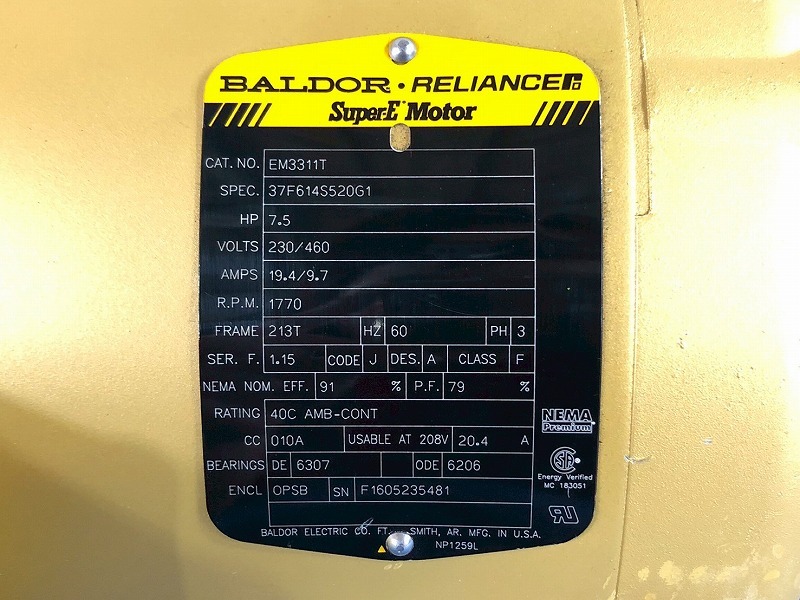 BALDOR • RELIANCE
Super-E Motor
CAT. NO. EM3311T
SPEC. 37F614S520G1
HP 7.5
VOLTS 230/460
AMPS 19.4/9.7
R.P.M. 1770
FRAME 213T HZ 60 PH 3
SER. F. 1.15 CODE J DES. A CLASS F
NEMA NOM. EFF. 91 % P.F. 79 %
RATING 40C AMB-CONT
NEMA
Premium
CC 010A USABLE AT 208V 20.4 A
BEARINGS DE 6307 ODE 6206
Energy Verified
MC 183051
ENCL OPSB SN F1605235481
BALDOR ELECTRIC CO. FT. SMITH, AR. MFG. IN U.S.A.
NP1259L